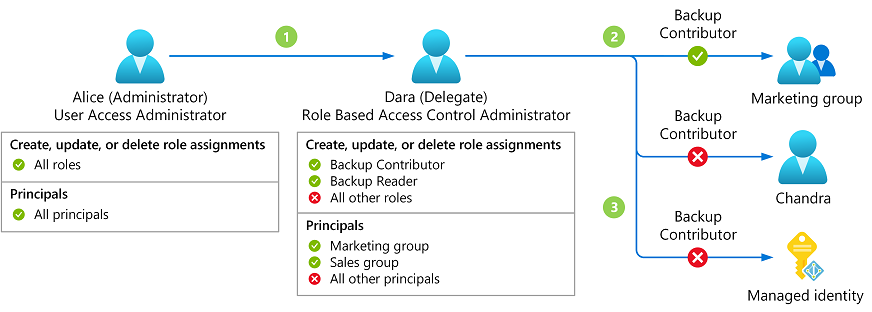 1
Alice (Administrator)
User Access Administrator
Create, update, or delete role assignments
All roles
Principals
All principals
Dara (Delegate)
Role Based Access Control Administrator
Create, update, or delete role assignments
Backup Contributor
Backup Reader
All other roles
Principals
Marketing group
Sales group
All other principals
2
Backup
Contributor
Marketing group
Backup
Contributor
Chandra
3
Backup
Contributor
Managed identity